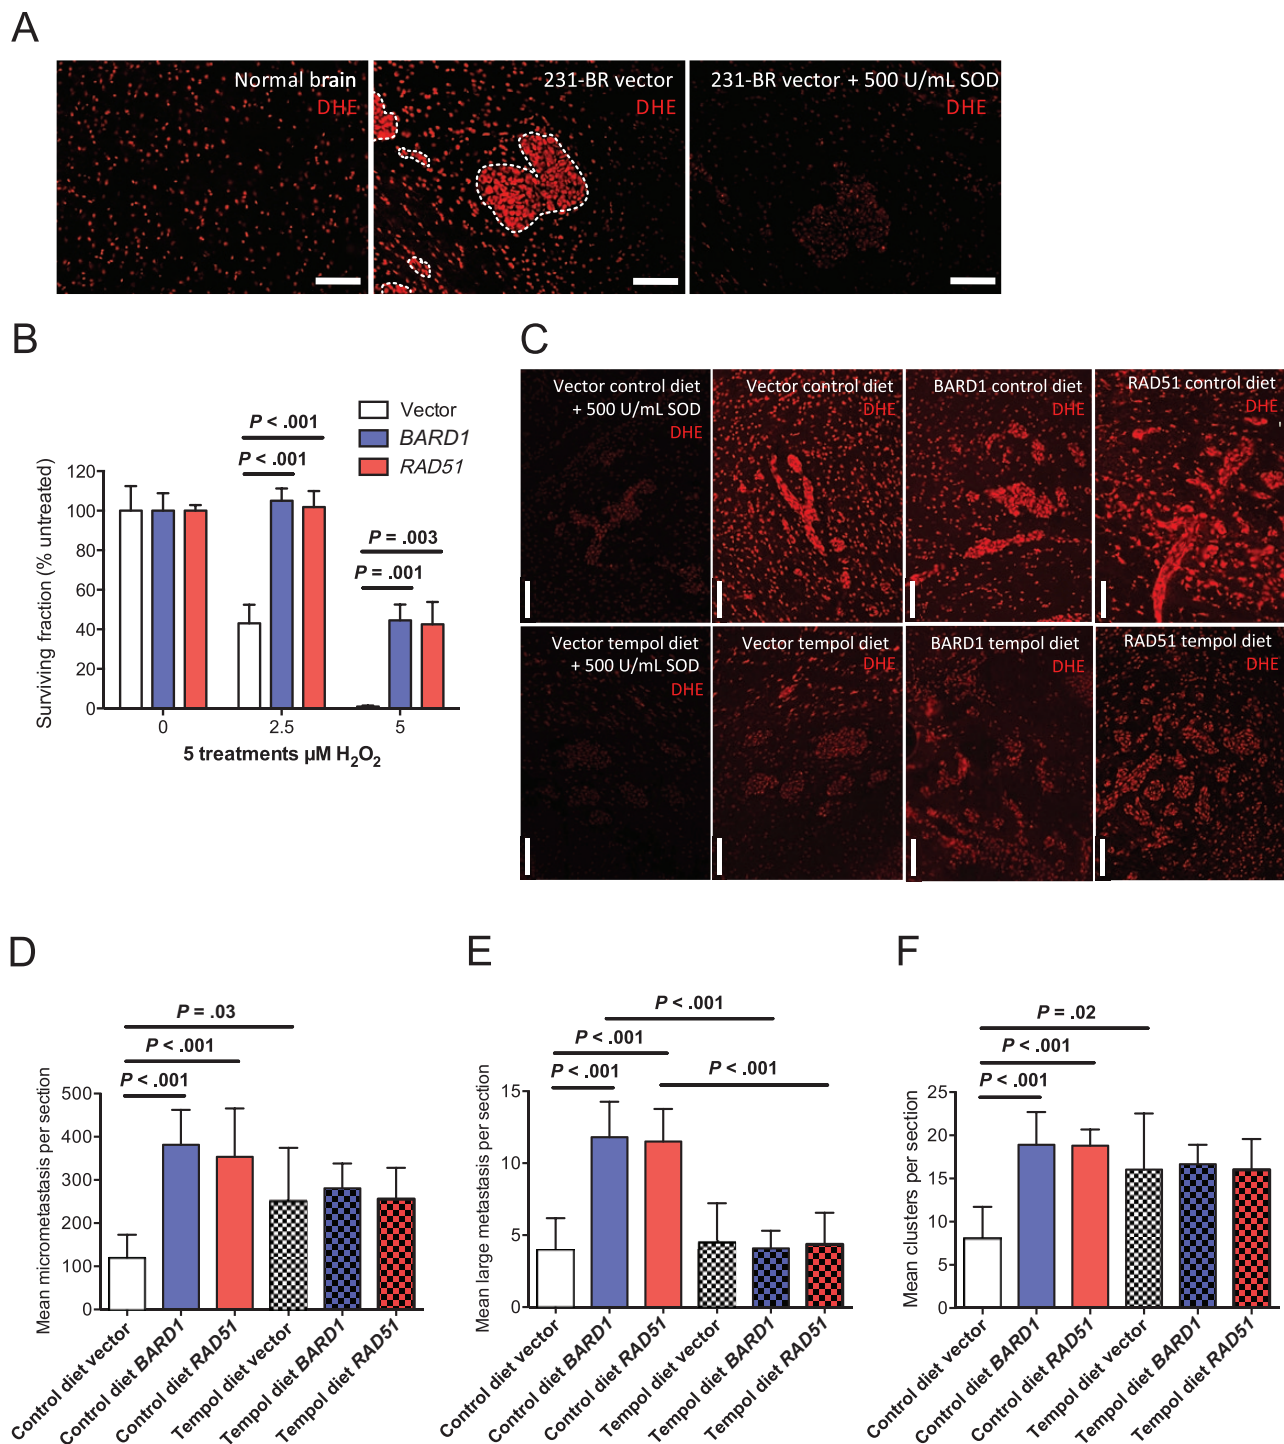 A
Normal brain
DHE
231-BR vector
DHE
231-BR vector + 500 U/mL SOD
DHE
B
Surviving fraction (% untreated)
120
100
80
60
40
20
0
P < .001
P < .001
P = .003
P = .001
Vector
BARD1
RAD51
0
2.5
5
5 treatments µM H₂O₂
C
Vector control diet
+ 500 U/mL SOD
DHE
Vector control diet
DHE
BARD1 control diet
DHE
RAD51 control diet
DHE
Vector tempol diet
+ 500 U/mL SOD
DHE
Vector tempol diet
DHE
BARD1 tempol diet
DHE
RAD51 tempol diet
DHE
D
P = .03
P < .001
P < .001
Mean micrometastasis per section
500
400
300
200
100
0
Control diet vector
Control diet BARD1
Control diet RAD51
Tempol diet vector
Tempol diet BARD1
Tempol diet RAD51
E
P < .001
P < .001
P < .001
P < .001
Mean large metastasis per section
15
10
5
0
Control diet vector
Control diet BARD1
Control diet RAD51
Tempol diet vector
Tempol diet BARD1
Tempol diet RAD51
F
P = .02
P < .001
P < .001
Mean clusters per section
25
20
15
10
5
0
Control diet vector
Control diet BARD1
Control diet RAD51
Tempol diet vector
Tempol diet BARD1
Tempol diet RAD51